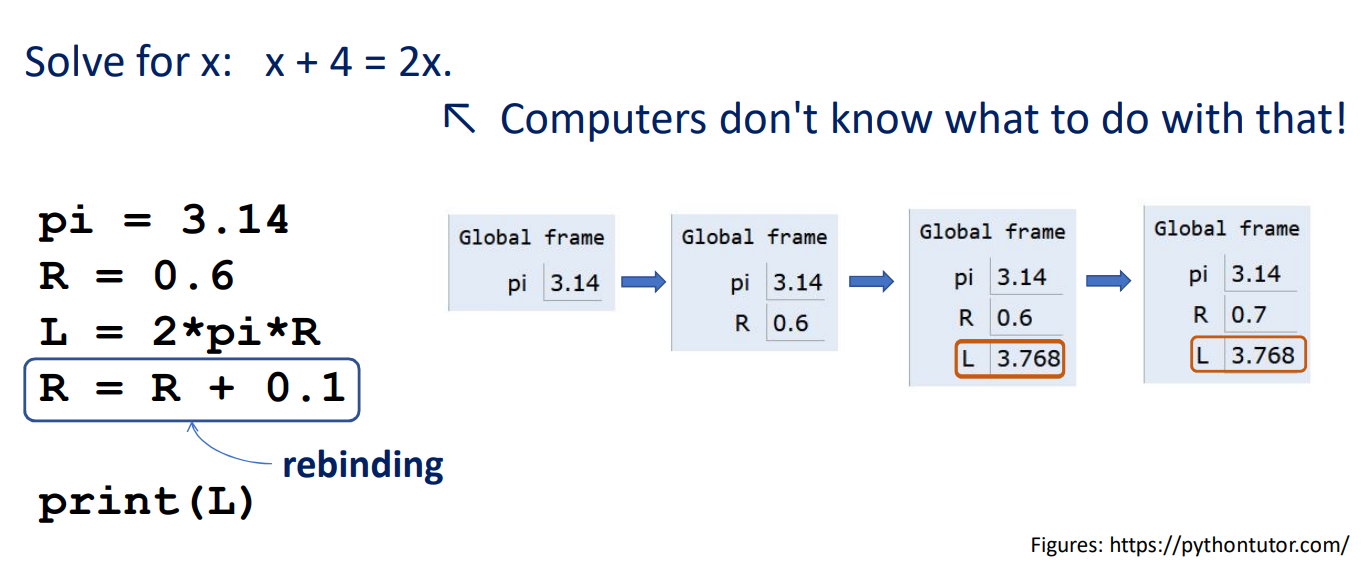 Solve for x: x + 4 = 2x.
↖ Computers don't know what to do with that!
pi = 3.14
R = 0.6
L = 2*pi*R
R = R + 0.1
rebinding
print(L)
Global frame
pi 3.14
Global frame
pi 3.14
R 0.6
Global frame
pi 3.14
R 0.6
L 3.768
Global frame
pi 3.14
R 0.7
L 3.768
Figures: https://pythontutor.com/